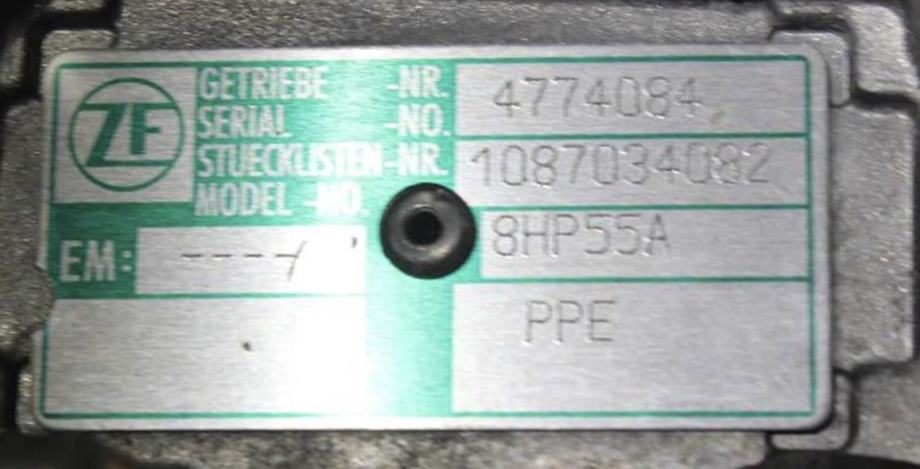 ZF
GETRIEBE -NR. 4774084
SERIAL -NO.
STUECKLISTEN-NR. 1087034082
MODEL -NO. 8HP55A
EM: ----/
PPE